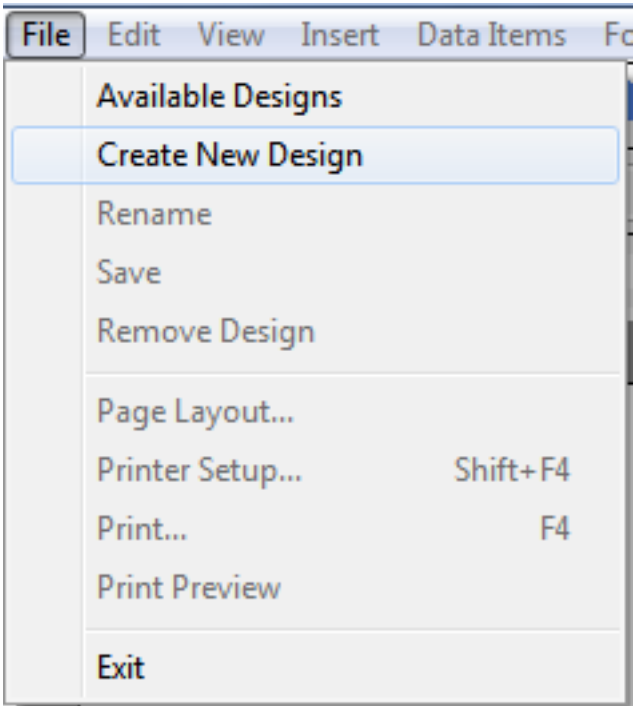 File Edit View Insert Data Items Fo
Available Designs
Create New Design
Rename
Save
Remove Design
Page Layout...
Printer Setup... Shift+F4
Print... F4
Print Preview
Exit